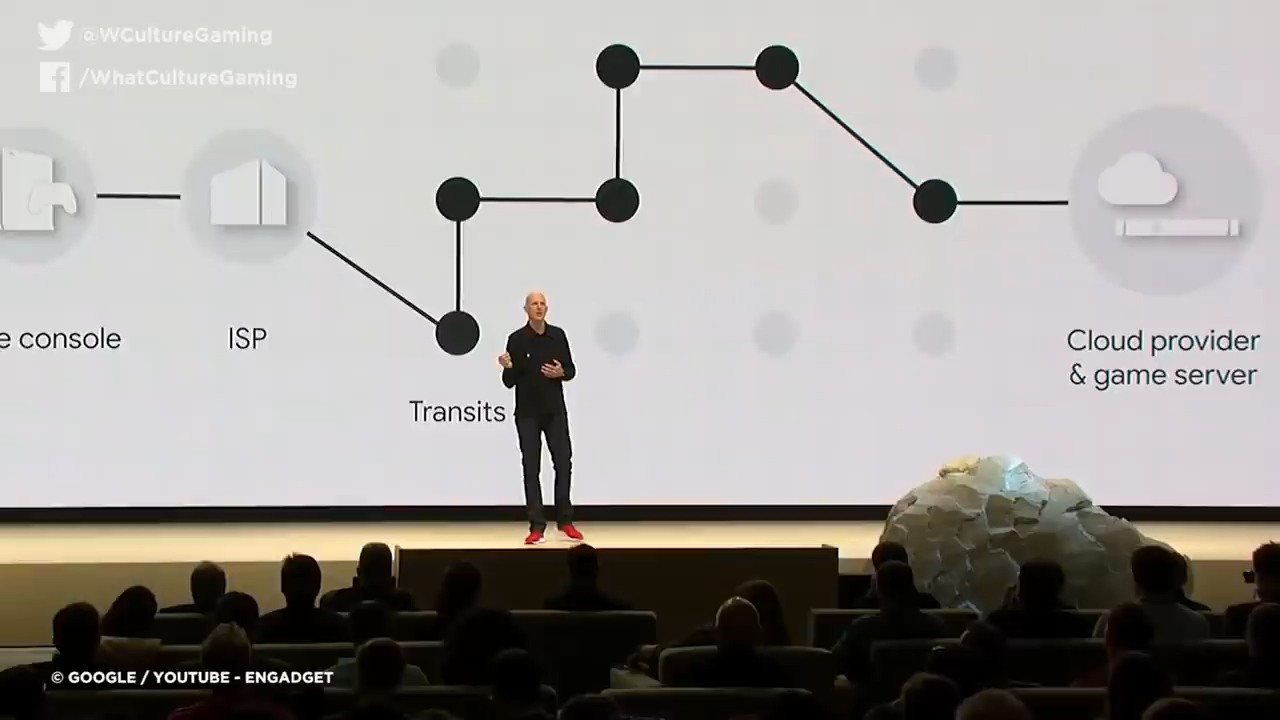 @WCultureGaming
/WhatCultureGaming
e console
ISP
Transits
Cloud provider
& game server
© GOOGLE / YOUTUBE - ENGADGET